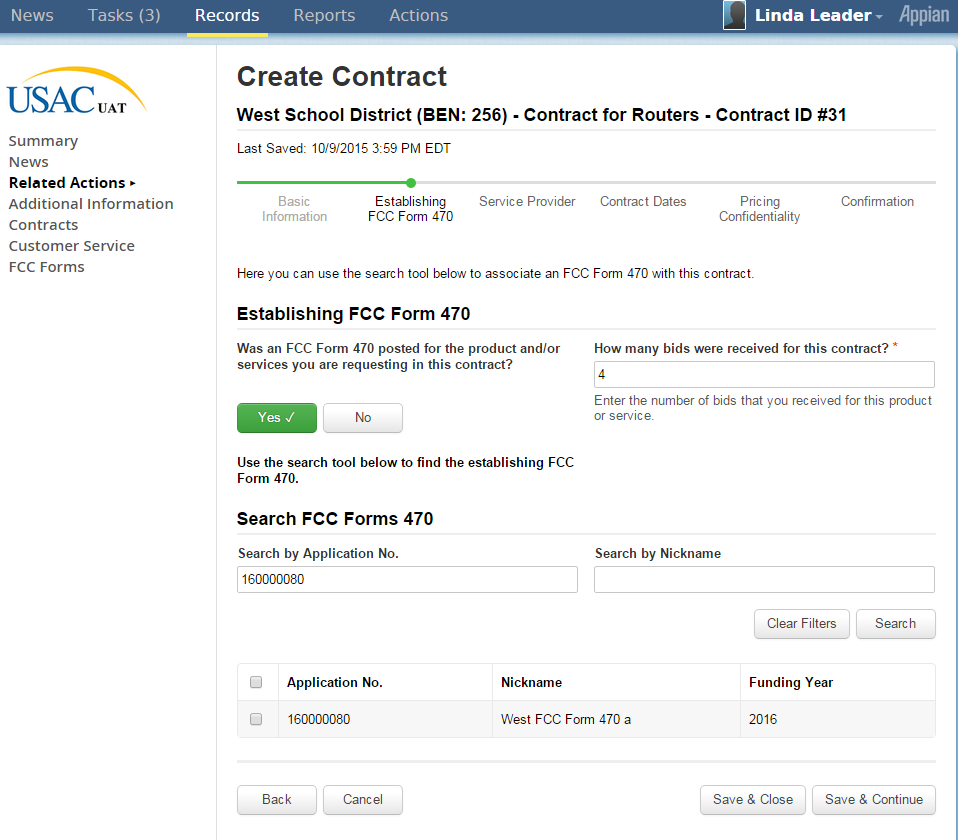 News Tasks (3) Records Reports Actions Linda Leader Appian
USAC UAT
Summary
News
Related Actions ▸
Additional Information
Contracts
Customer Service
FCC Forms
Create Contract
West School District (BEN: 256) - Contract for Routers - Contract ID #31
Last Saved: 10/9/2015 3:59 PM EDT
Basic
Information
Establishing
FCC Form 470
Service Provider
Contract Dates
Pricing
Confidentiality
Confirmation
Here you can use the search tool below to associate an FCC Form 470 with this contract.
Establishing FCC Form 470
Was an FCC Form 470 posted for the product and/or
services you are requesting in this contract?
Yes ✓ No
How many bids were received for this contract? *
4
Enter the number of bids that you received for this product
or service.
Use the search tool below to find the establishing FCC
Form 470.
Search FCC Forms 470
Search by Application No. Search by Nickname
160000080
Clear Filters Search
Application No. Nickname Funding Year
160000080 West FCC Form 470 a 2016
Back Cancel Save & Close Save & Continue